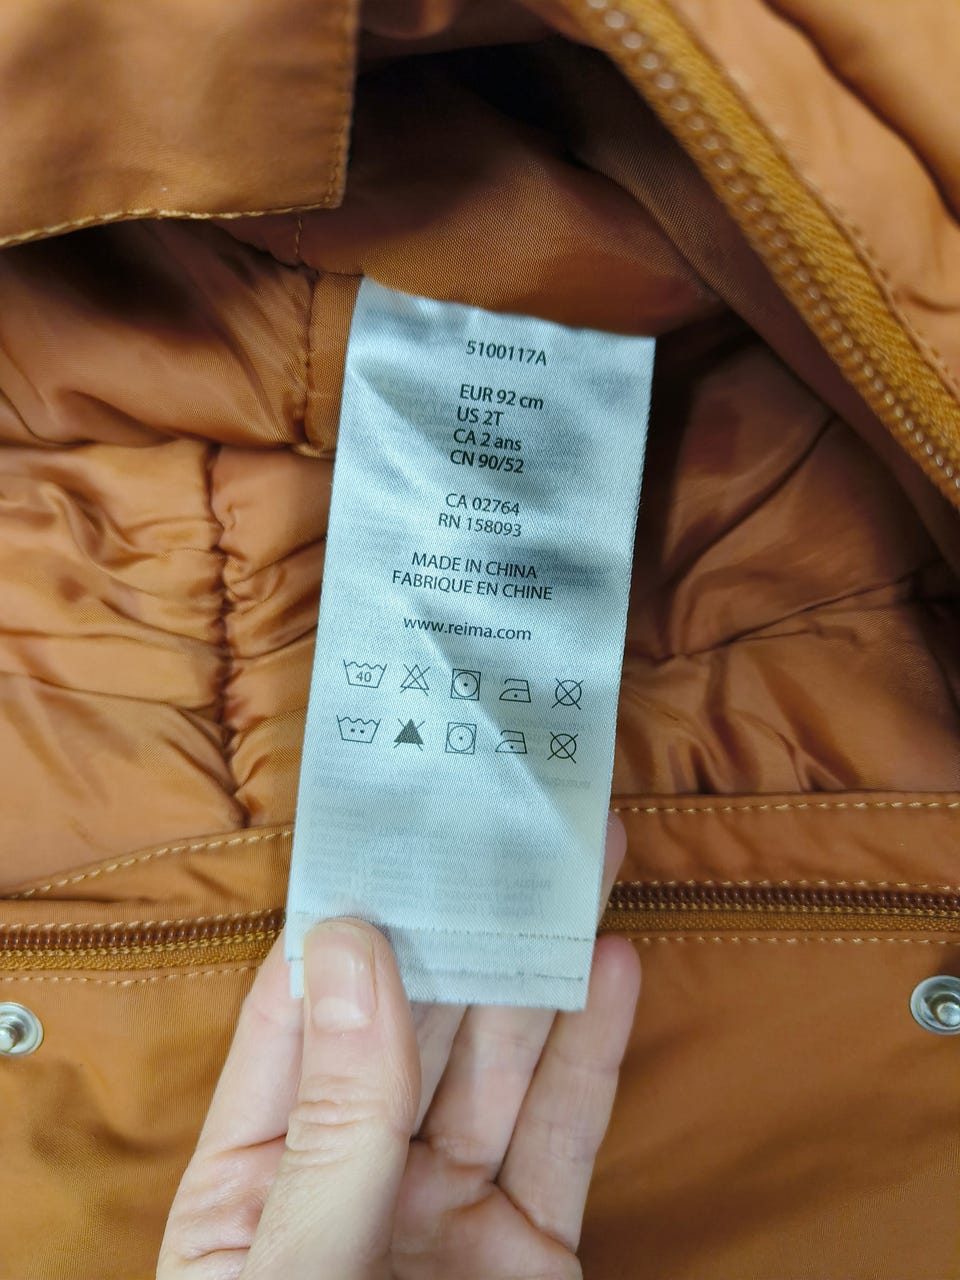 5100117A
EUR 92 cm
US 2T
CA 2 ans
CN 90/52
CA 02764
RN 158093
MADE IN CHINA
FABRIQUE EN CHINE
www.reima.com
40